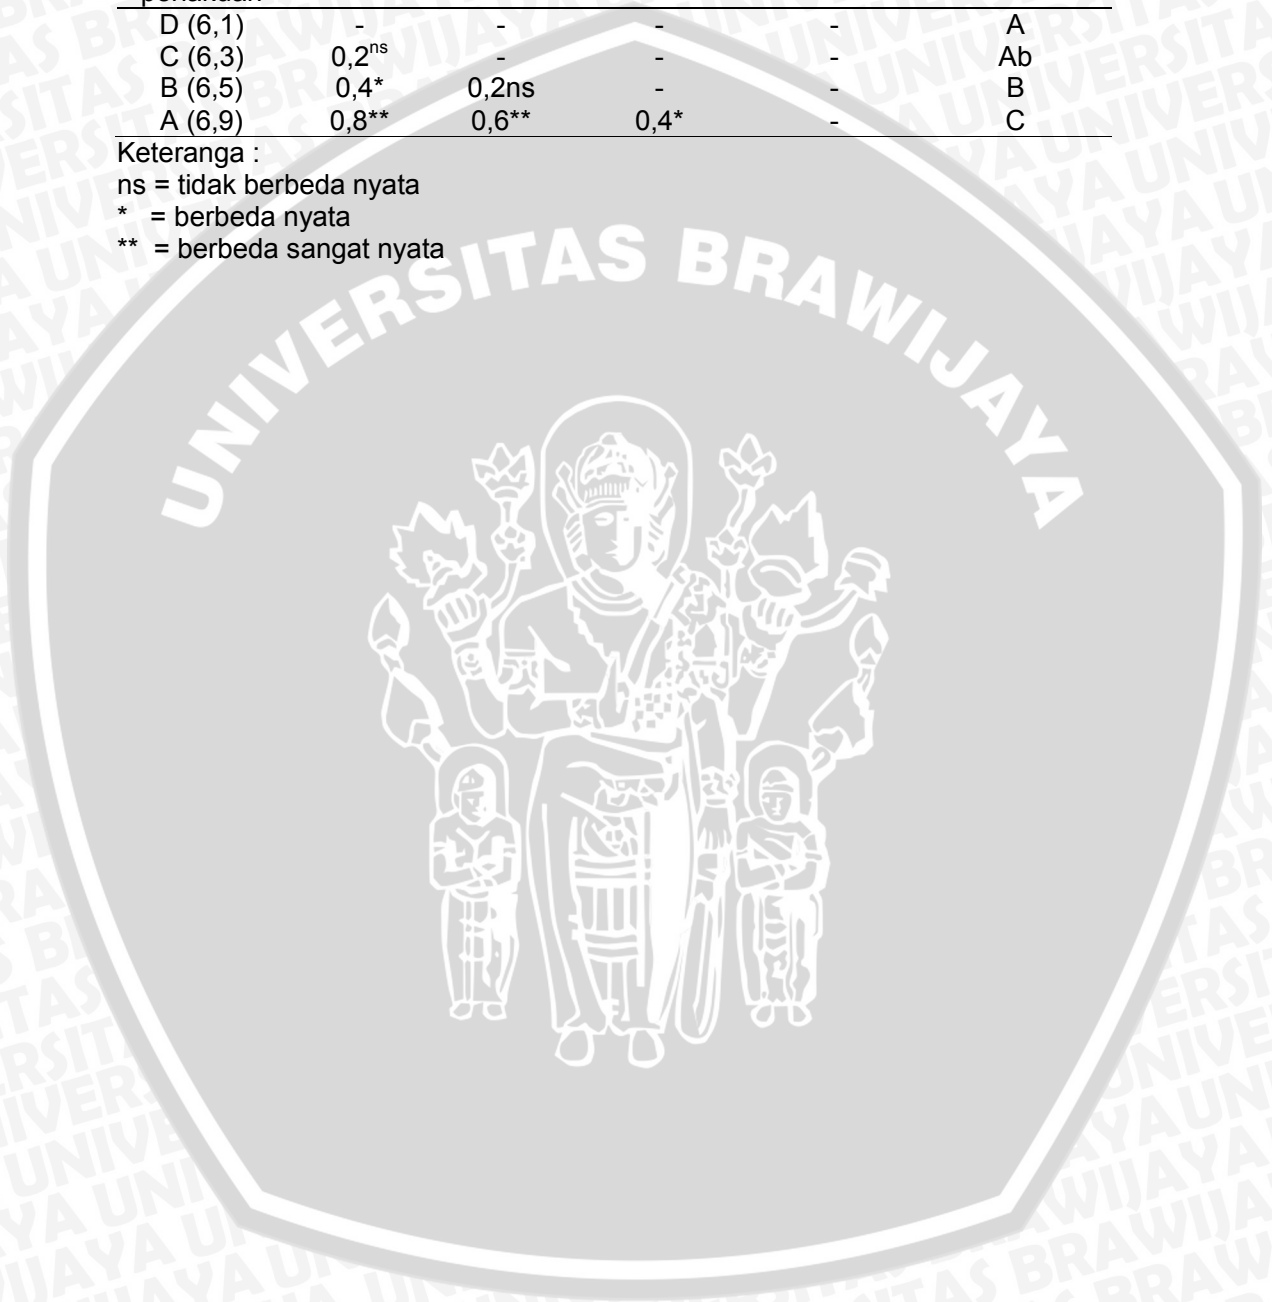 perlakuan
D (6,1) - - - - A
C (6,3) 0,2ns - - - Ab
B (6,5) 0,4* 0,2ns - - B
A (6,9) 0,8** 0,6** 0,4* - C
Keteranga :
ns = tidak berbeda nyata
* = berbeda nyata
** = berbeda sangat nyata
UNIVERSITAS BRAWIJAYA